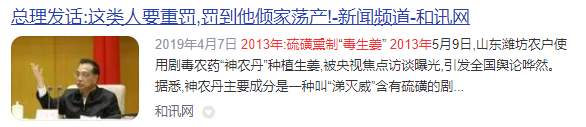 总理发话:这类人要重罚,罚到他倾家荡产!-新闻频道-和讯网
2019年4月7日 2013年:硫磺薰制“毒生姜” 2013年5月9日,山东潍坊农户使
用剧毒农药“神农丹”种植生姜,被央视焦点访谈曝光,引发全国舆论哗然。
据悉,神农丹主要成分是一种叫“涕灭威”含有硫磺的剧...
和讯网